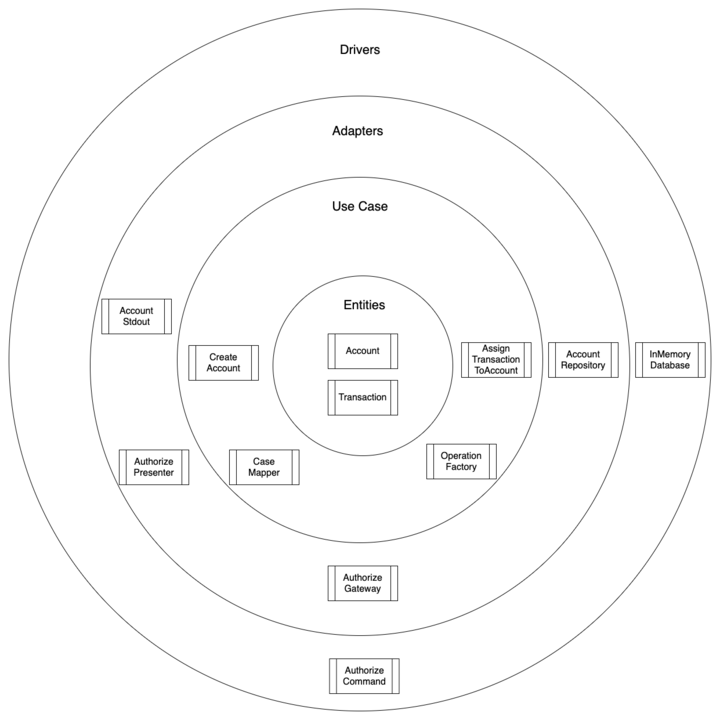 Drivers
Adapters
Use Case
Entities
Account
Stdout
Create
Account
Account
Transaction
Assign
Transaction
ToAccount
Account
Repository
InMemory
Database
Authorize
Presenter
Case
Mapper
Operation
Factory
Authorize
Gateway
Authorize
Command